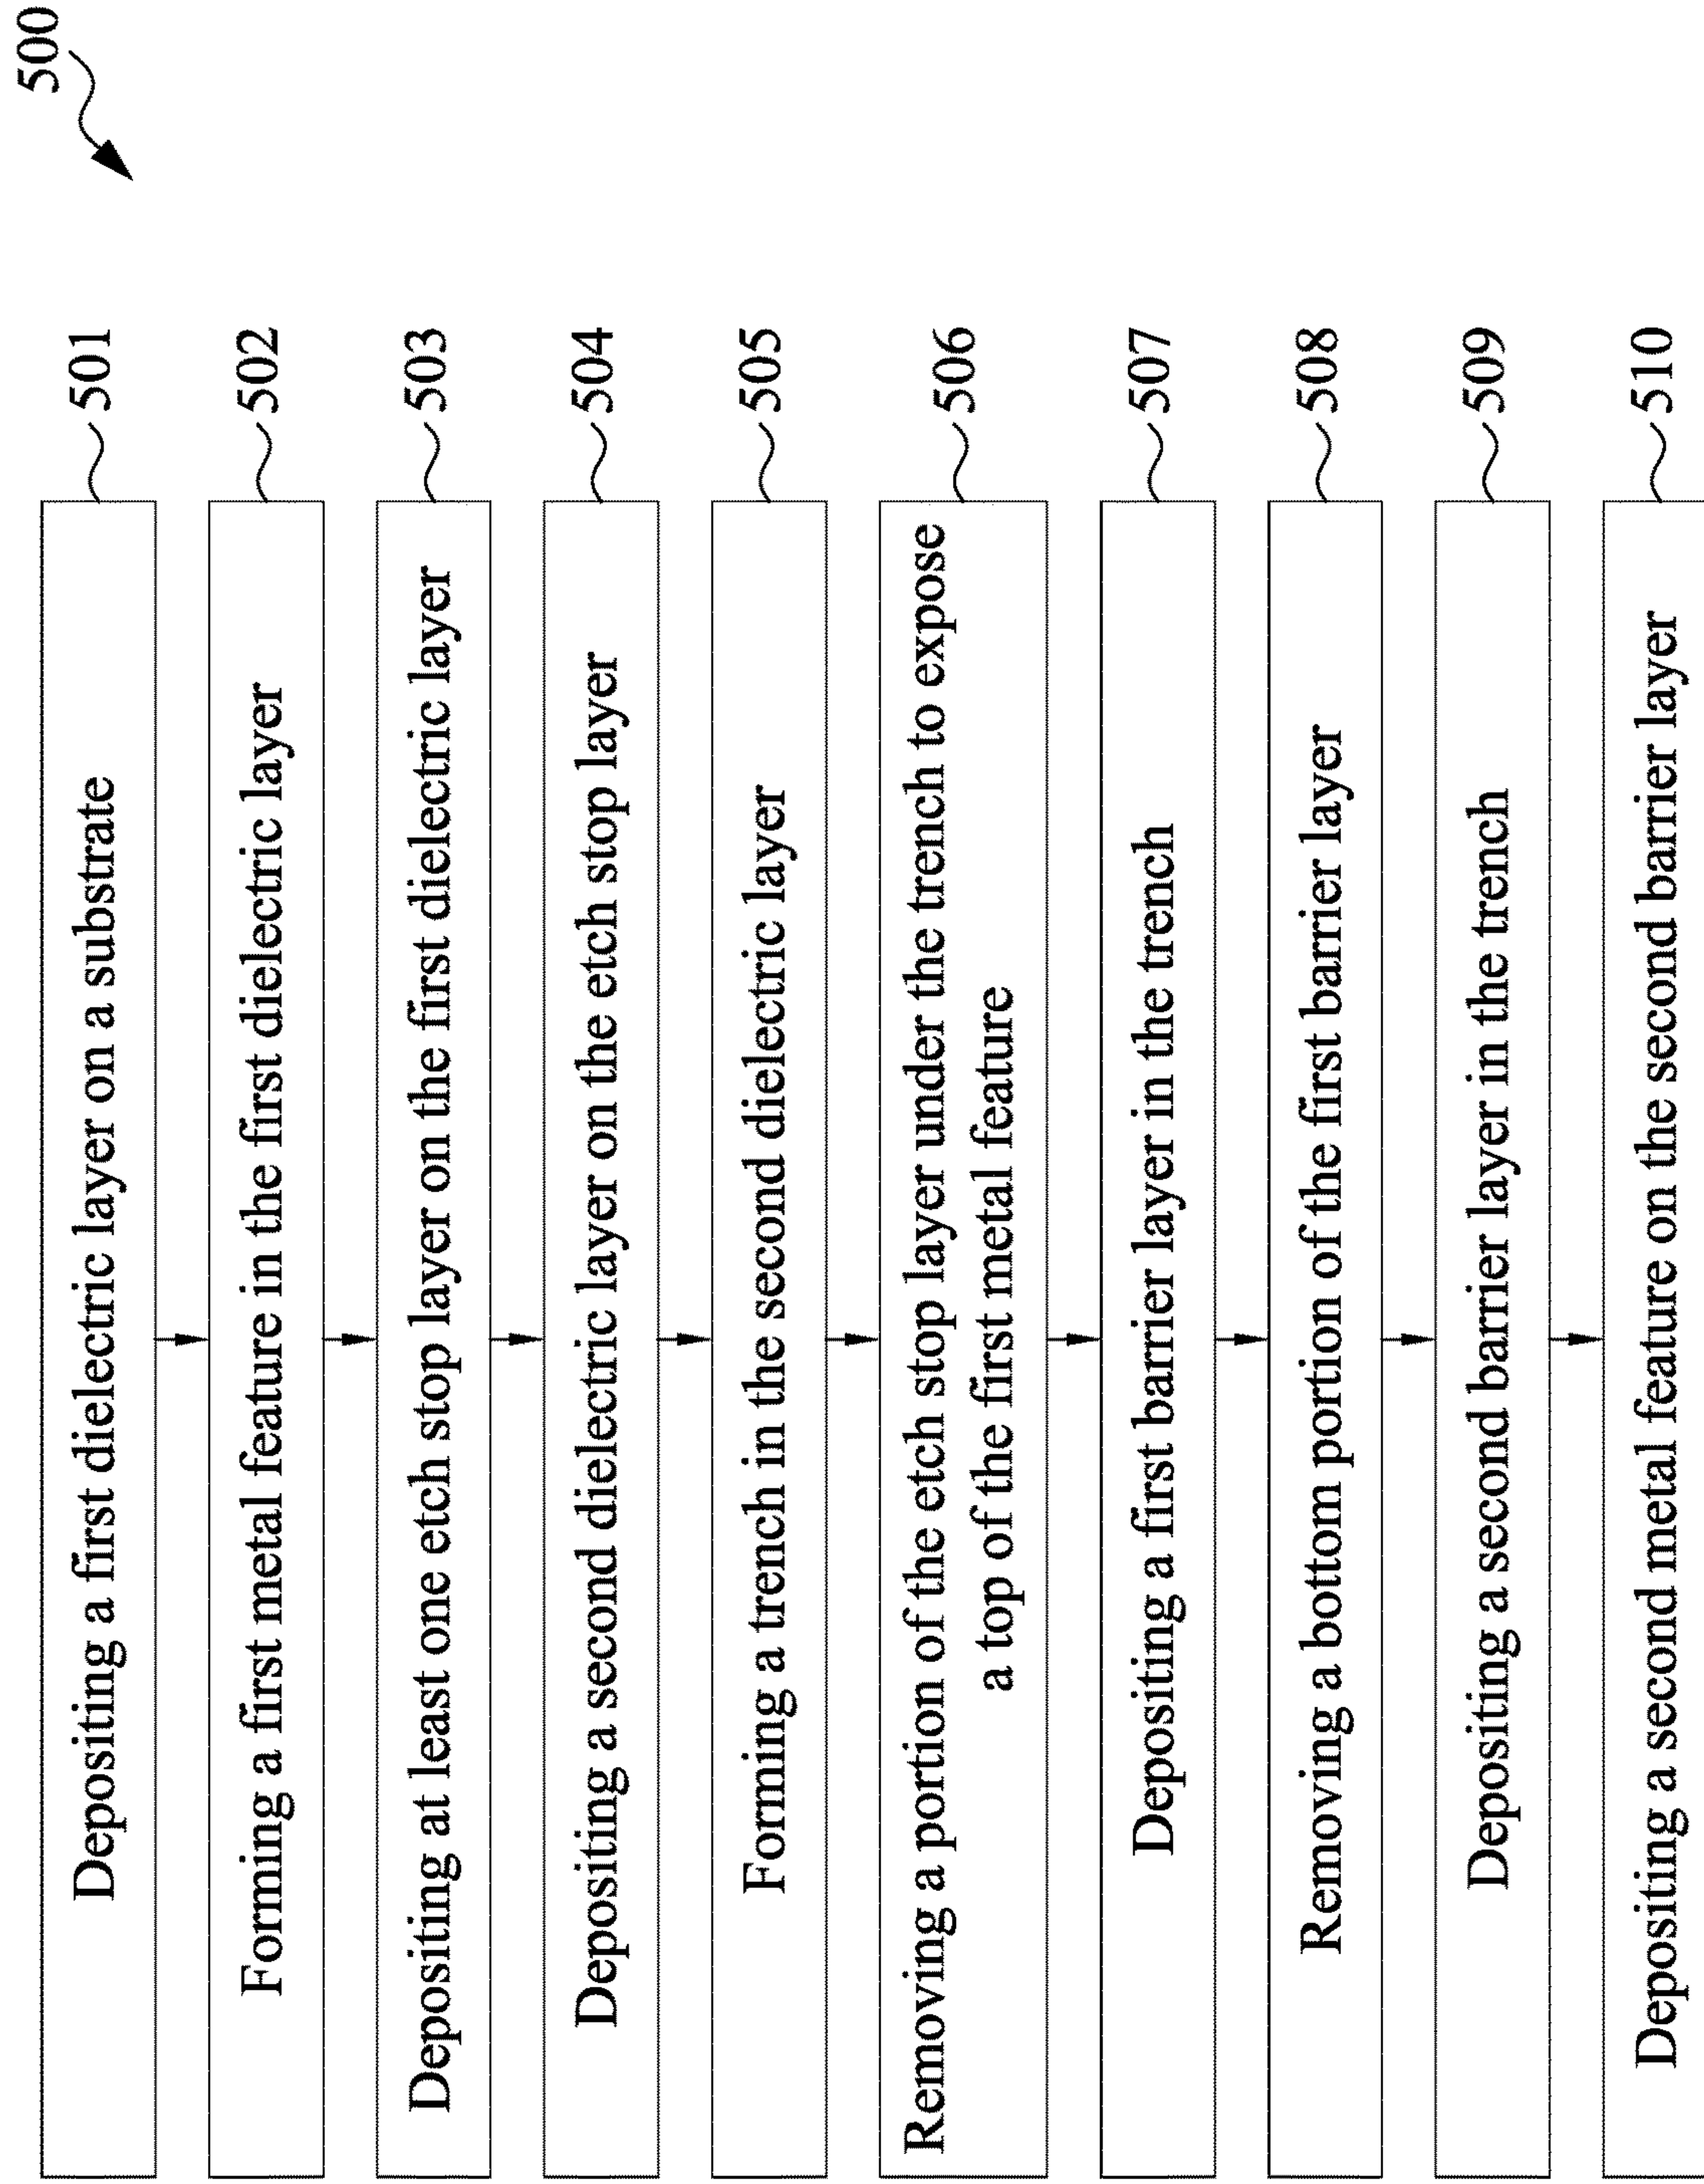 500
Depositing a first dielectric layer on a substrate
501
Forming a first metal feature in the first dielectric layer
502
Depositing at least one etch stop layer on the first dielectric layer
503
Depositing a second dielectric layer on the etch stop layer
504
Forming a trench in the second dielectric layer
505
Removing a portion of the etch stop layer under the trench to expose
a top of the first metal feature
506
Depositing a first barrier layer in the trench
507
Removing a bottom portion of the first barrier layer
508
Depositing a second barrier layer in the trench
509
Depositing a second metal feature on the second barrier layer
510